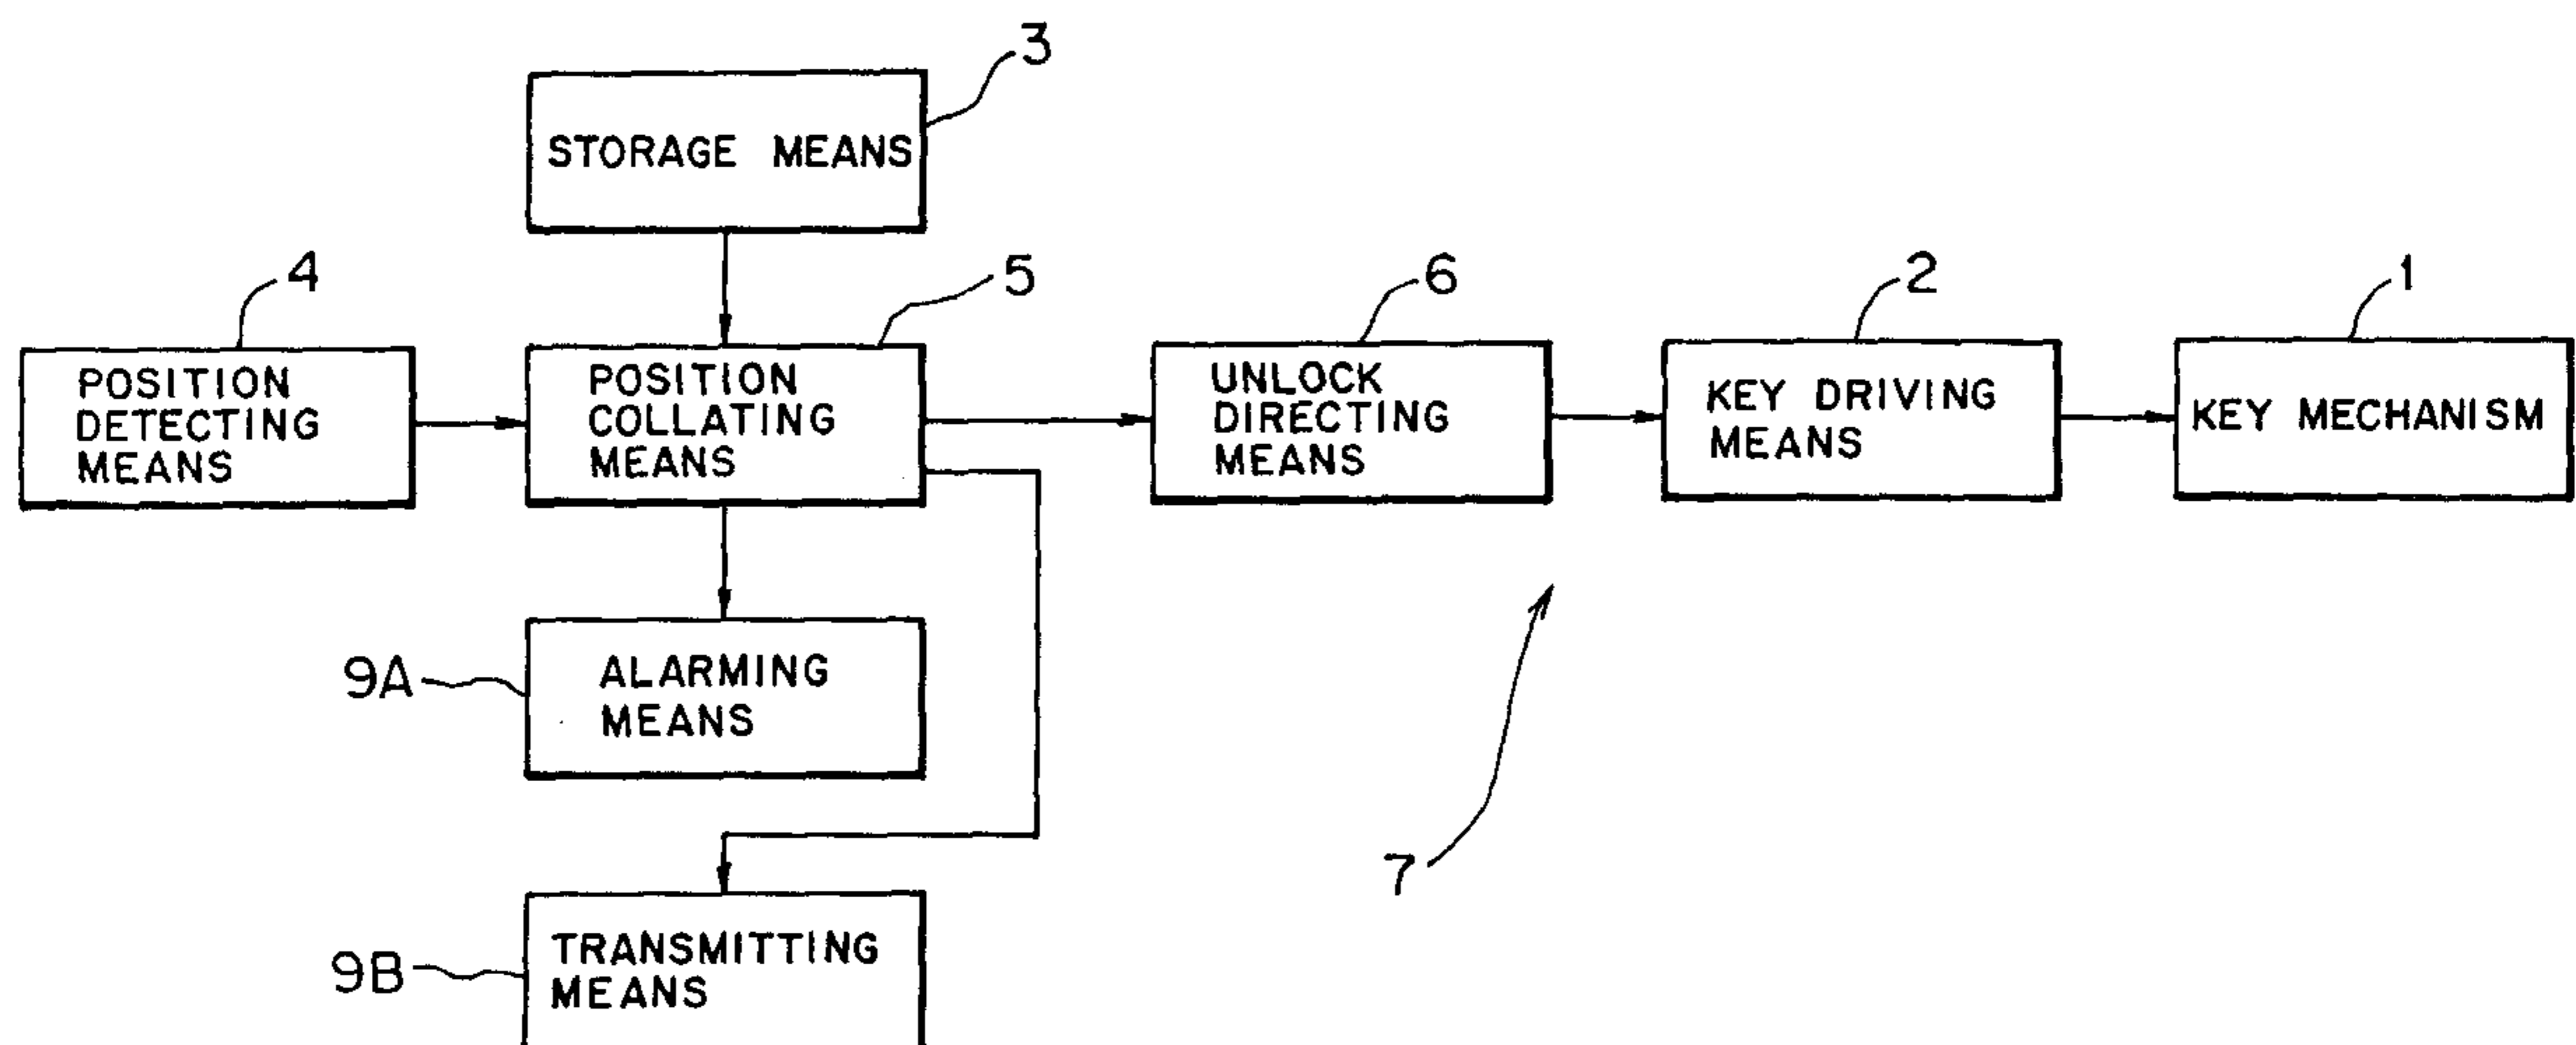 3
STORAGE MEANS
4
5
6
2
1
POSITION
DETECTING
MEANS
POSITION
COLLATING
MEANS
UNLOCK
DIRECTING
MEANS
KEY DRIVING
MEANS
KEY MECHANISM
9A
ALARMING
MEANS
7
9B
TRANSMITTING
MEANS